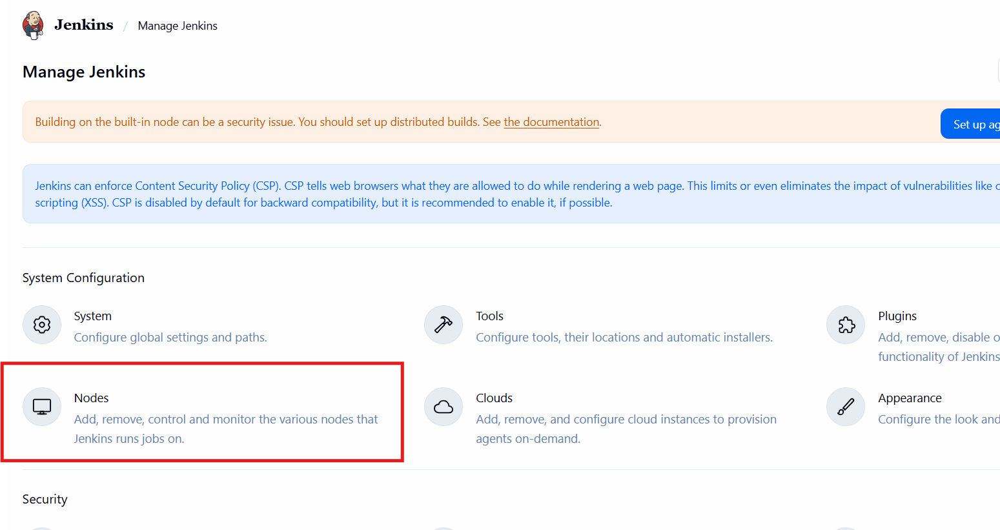 Jenkins / Manage Jenkins
Manage Jenkins
Building on the built-in node can be a security issue. You should set up distributed builds. See the documentation.
Set up ag
Jenkins can enforce Content Security Policy (CSP). CSP tells web browsers what they are allowed to do while rendering a web page. This limits or even eliminates the impact of vulnerabilities like
scripting (XSS). CSP is disabled by default for backward compatibility, but it is recommended to enable it, if possible.
System Configuration
System
Configure global settings and paths.
Tools
Configure tools, their locations and automatic installers.
Plugins
Add, remove, disable o
functionality of Jenkins
Nodes
Add, remove, control and monitor the various nodes that
Jenkins runs jobs on.
Clouds
Add, remove, and configure cloud instances to provision
agents on-demand.
Appearance
Configure the look and
Security